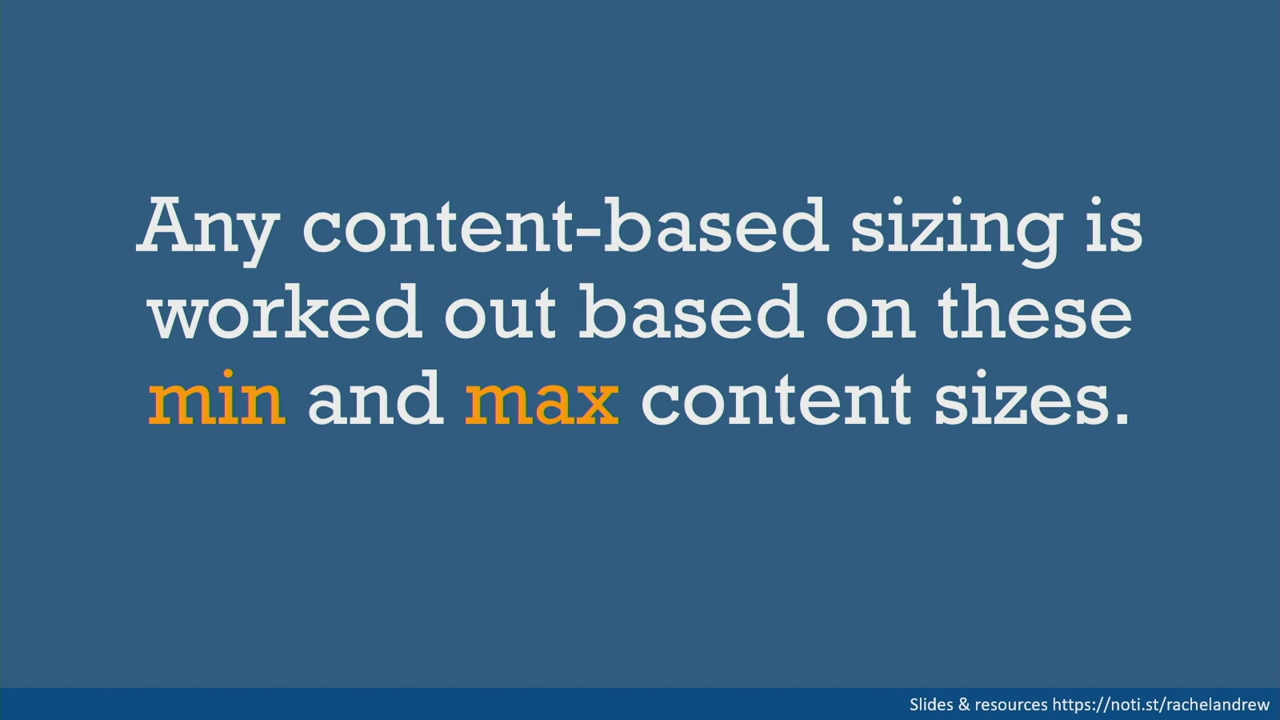 Any content-based sizing is
worked out based on these
min and max content sizes.
Slides & resources https://noti.st/rachelandrew